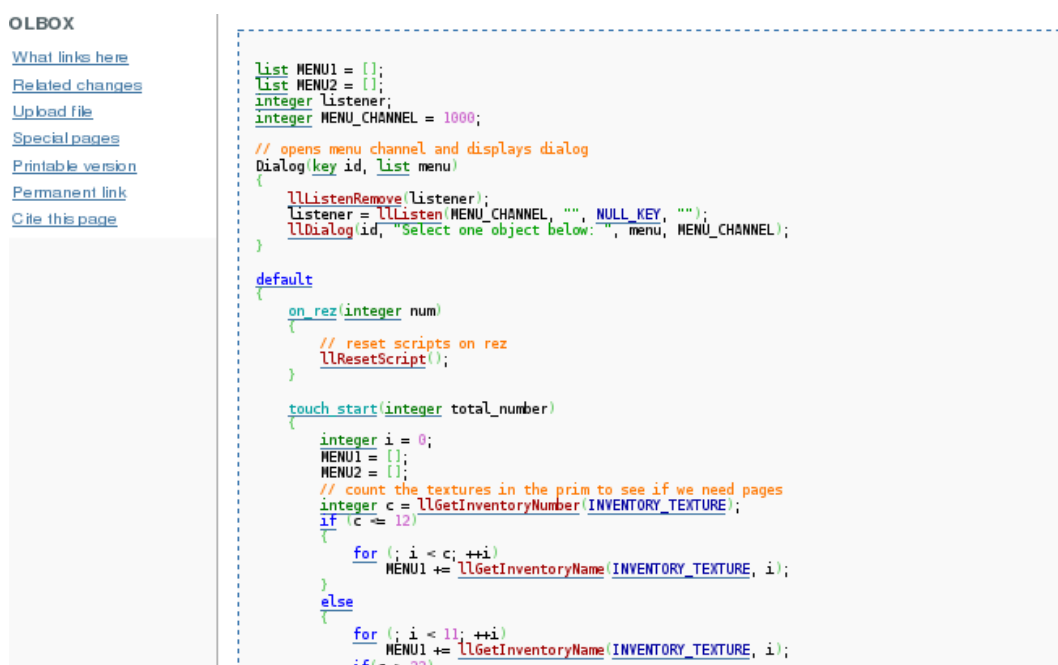 OLBOX
What links here
Related changes
Upload file
Special pages
Printable version
Permanent link
Cite this page
list MENU1 = [];
list MENU2 = [];
integer listener;
integer MENU_CHANNEL = 1000;
// opens menu channel and displays dialog
Dialog(key id, list menu)
{
llListenRemove(listener);
listener = llListen(MENU_CHANNEL, "", NULL_KEY, "");
llDialog(id, "Select one object below: ", menu, MENU_CHANNEL);
}
default
{
on_rez(integer num)
{
// reset scripts on rez
llResetScript();
}
touch_start(integer total_number)
{
integer i = 0;
MENU1 = [];
MENU2 = [];
// count the textures in the prim to see if we need pages
integer c = llGetInventoryNumber(INVENTORY_TEXTURE);
if (c <= 12)
{
for (; i < c; ++i)
MENU1 += llGetInventoryName(INVENTORY_TEXTURE, i);
}
else
{
for (; i < 11; ++i)
MENU1 += llGetInventoryName(INVENTORY_TEXTURE, i);